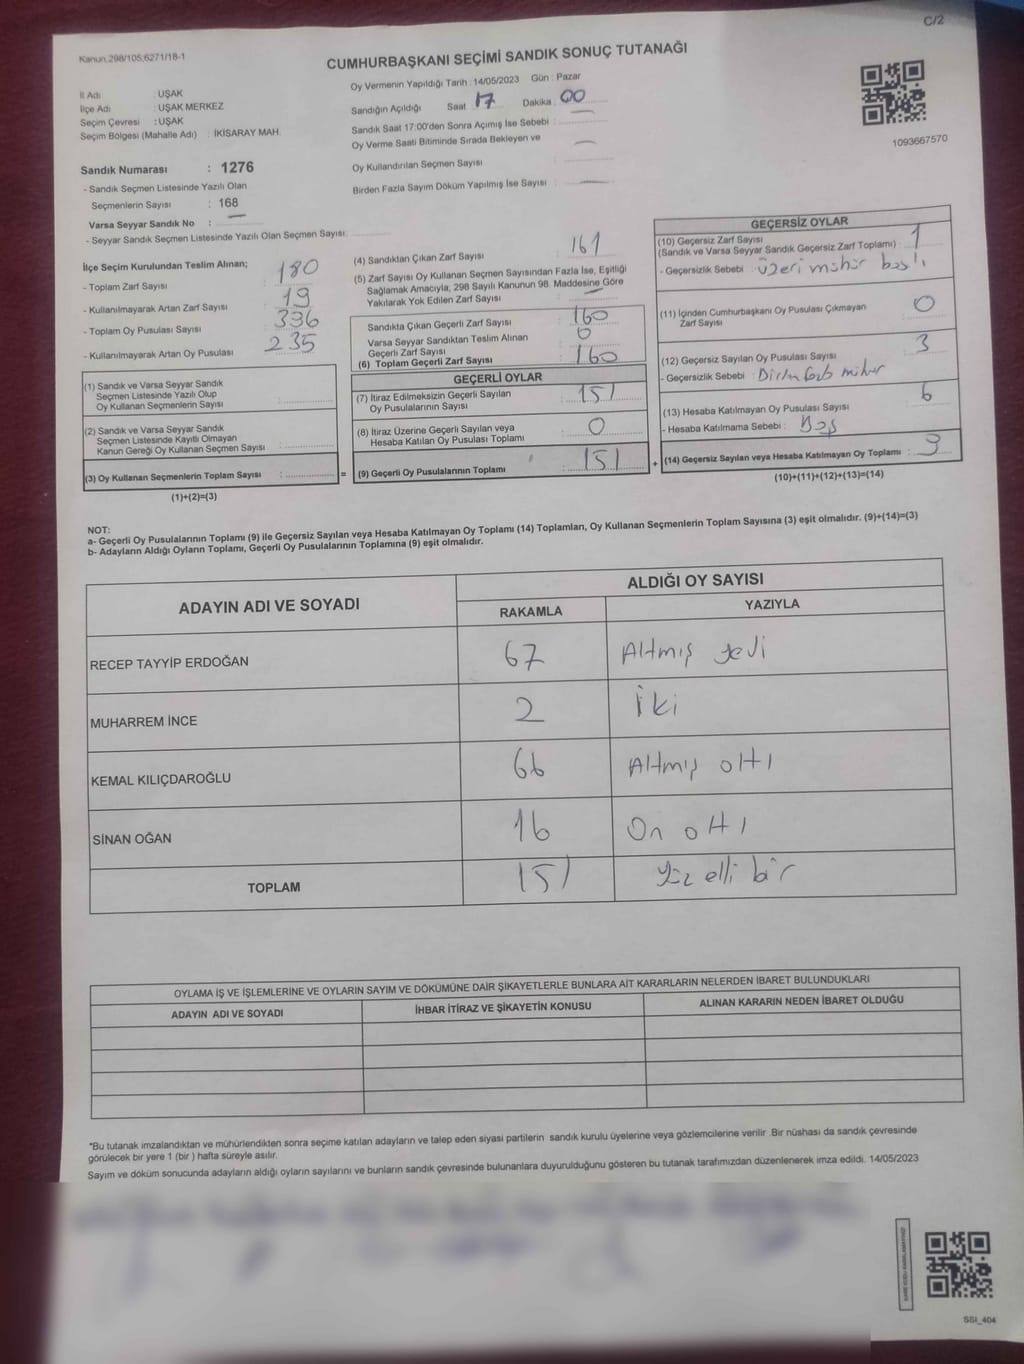 C/2
Kanun.298/105;6271/18-1
CUMHURBAŞKANI SEÇİMİ SANDIK SONUÇ TUTANAĞI
İl Adı : UŞAK
İlçe Adı : UŞAK MERKEZ
Seçim Çevresi : UŞAK
Seçim Bölgesi (Mahalle Adı) : İKİSARAY MAH.
Sandık Numarası : 1276
- Sandık Seçmen Listesinde Yazılı Olan
Seçmenlerin Sayısı : 168
Varsa Seyyar Sandık No :
- Seyyar Sandık Seçmen Listesinde Yazılı Olan Seçmen Sayısı:
Oy Vermenin Yapıldığı Tarih : 14/05/2023 Gün : Pazar
Sandığın Açıldığı Saat : 17 Dakika : 00
Sandık Saat 17:00'den Sonra Açımış İse Sebebi :
Oy Verme Saati Bitiminde Sırada Bekleyen ve
Oy Kullandırılan Seçmen Sayısı :
Birden Fazla Sayım Döküm Yapılmış İse Sayısı :
1093667570
İlçe Seçim Kurulundan Teslim Alınan;
- Toplam Zarf Sayısı : 180
- Kullanılmayarak Artan Zarf Sayısı : 19
- Toplam Oy Pusulası Sayısı : 396
- Kullanılmayarak Artan Oy Pusulası : 235
(1) Sandık ve Varsa Seyyar Sandık
Seçmen Listesinde Yazılı Olup
Oy Kullanan Seçmenlerin Sayısı :
(2) Sandık ve Varsa Seyyar Sandık
Seçmen Listesinde Kayıtlı Olmayan
Kanun Gereği Oy Kullanan Seçmen Sayısı :
(3) Oy Kullanan Seçmenlerin Toplam Sayısı :
(1)+(2)=(3)
(4) Sandıktan Çıkan Zarf Sayısı : 161
(5) Zarf Sayısı Oy Kullanan Seçmen Sayısından Fazla İse, Eşitliği
Sağlamak Amacıyla, 298 Sayılı Kanunun 98. Maddesine Göre
Yakılarak Yok Edilen Zarf Sayısı :
Sandıkta Çıkan Geçerli Zarf Sayısı : 160
Varsa Seyyar Sandıktan Teslim Alınan
Geçerli Zarf Sayısı : 0
(6) Toplam Geçerli Zarf Sayısı : 160
GEÇERLİ OYLAR
(7) İtiraz Edilmeksizin Geçerli Sayılan
Oy Pusulalarının Sayısı : 151
(8) İtiraz Üzerine Geçerli Sayılan veya
Hesaba Katılan Oy Pusulası Toplamı : 0
= (9) Geçerli Oy Pusulalarının Toplamı : 151
GEÇERSİZ OYLAR
(10) Geçersiz Zarf Sayısı
(Sandık ve Varsa Seyyar Sandık Geçersiz Zarf Toplamı) : 1
- Geçersizlik Sebebi : üzeri mühür
(11) İçinden Cumhurbaşkanı Oy Pusulası Çıkmayan
Zarf Sayısı : 0
(12) Geçersiz Sayılan Oy Pusulası Sayısı : 3
- Geçersizlik Sebebi : mühür
(13) Hesaba Katılmayan Oy Pusulası Sayısı : 6
- Hesaba Katılmama Sebebi : Boş
+ (14) Geçersiz Sayılan veya Hesaba Katılmayan Oy Toplamı : 9
(10)+(11)+(12)+(13)=(14)
NOT:
a- Geçerli Oy Pusulalarının Toplamı (9) ile Geçersiz Sayılan veya Hesaba Katılmayan Oy Toplamı (14) Toplamları, Oy Kullanan Seçmenlerin Toplam Sayısına (3) eşit olmalıdır. (9)+(14)=(3)
b- Adayların Aldığı Oyların Toplamı, Geçerli Oy Pusulalarının Toplamına (9) eşit olmalıdır.
ADAYIN ADI VE SOYADI ALDIĞI OY SAYISI
RAKAMLA YAZIYLA
RECEP TAYYİP ERDOĞAN 67 Altmış yedi
MUHARREM İNCE 2 İki
KEMAL KILIÇDAROĞLU 66 Altmış altı
SİNAN OĞAN 16 On altı
TOPLAM 151 Yüz elli bir
OYLAMA İŞ VE İŞLEMLERİNE VE OYLARIN SAYIM VE DÖKÜMÜNE DAİR ŞİKAYETLERLE BUNLARA AİT KARARLARIN NELERDEN İBARET BULUNDUKLARI
ADAYIN ADI VE SOYADI İHBAR İTİRAZ VE ŞİKAYETİN KONUSU ALINAN KARARIN NEDEN İBARET OLDUĞU
*Bu tutanak imzalandıktan ve mühürlendikten sonra seçime katılan adayların ve talep eden siyasi partilerin sandık kurulu üyelerine veya gözlemcilerine verilir .Bir nüshası da sandık çevresinde
görülecek bir yere 1 (bir ) hafta süreyle asılır.
Sayım ve döküm sonucunda adayların aldığı oyların sayılarını ve bunların sandık çevresinde bulunanlara duyurulduğunu gösteren bu tutanak tarafımızdan düzenlenerek imza edildi. 14/05/2023
SSI_404